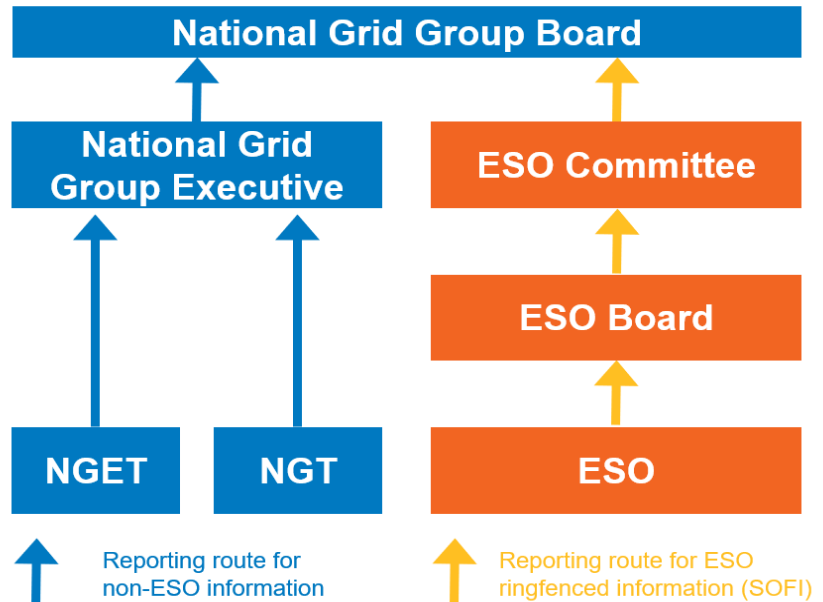 National Grid Group Board
National Grid
Group Executive
ESO Committee
ESO Board
NGET
NGT
ESO
Reporting route for
non-ESO information
Reporting route for ESO
ringfenced information (SOFI)